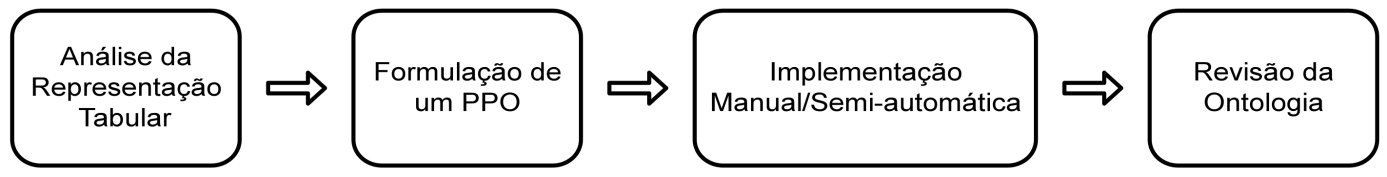 Análise da
Representação
Tabular
Formulação de
um PPO
Implementação
Manual/Semi-automática
Revisão da
Ontologia